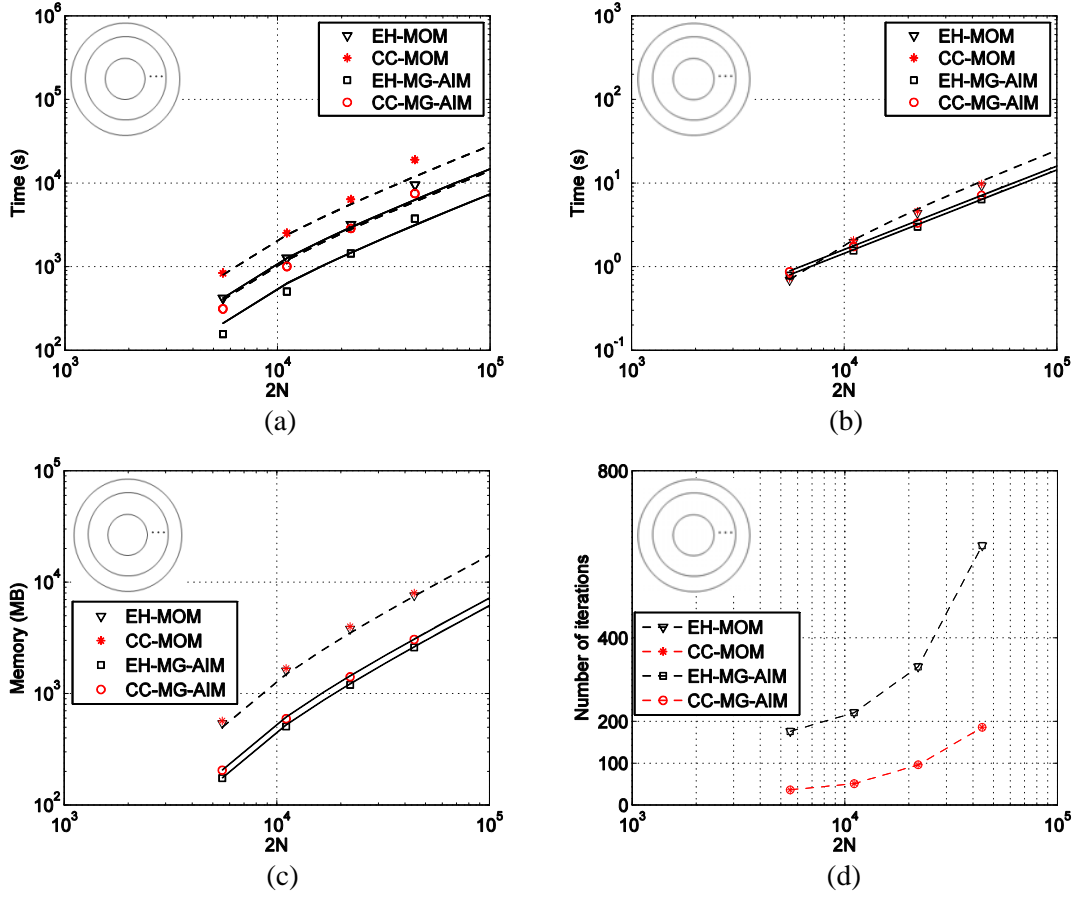 10^6
10^5
10^4
10^3
10^2
Time (s)
EH-MOM
CC-MOM
EH-MG-AIM
CC-MG-AIM
...
10^3
10^4
10^5
2N
(a)
10^3
10^2
10^1
10^0
10^-1
Time (s)
EH-MOM
CC-MOM
EH-MG-AIM
CC-MG-AIM
...
10^3
10^4
10^5
2N
(b)
10^5
10^4
10^3
10^2
Memory (MB)
...
EH-MOM
CC-MOM
EH-MG-AIM
CC-MG-AIM
10^3
10^4
10^5
2N
(c)
800
400
200
100
0
Number of iterations
...
EH-MOM
CC-MOM
EH-MG-AIM
CC-MG-AIM
10^3
10^4
10^5
2N
(d)